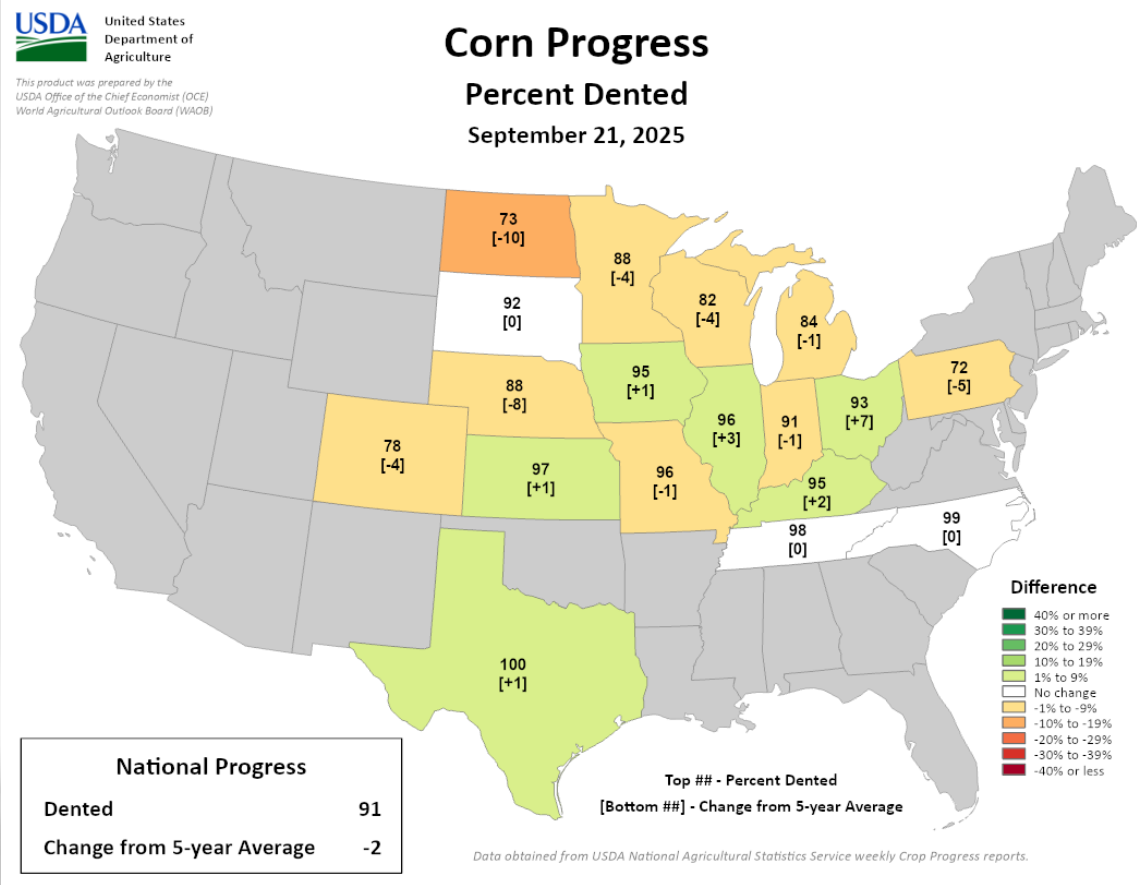 USDA
United States
Department of
Agriculture
This product was prepared by the
USDA Office of the Chief Economist (OCE)
World Agricultural Outlook Board (WAOB)
Corn Progress
Percent Dented
September 21, 2025
73
[-10]
88
[-4]
92
[0]
82
[-4]
84
[-1]
88
[-8]
95
[+1]
72
[-5]
78
[-4]
97
[+1]
96
[-1]
96
[+3]
91
[-1]
93
[+7]
95
[+2]
98
[0]
99
[0]
100
[+1]
Difference
40% or more
30% to 39%
20% to 29%
10% to 19%
1% to 9%
No change
-1% to -9%
-10% to -19%
-20% to -29%
-30% to -39%
-40% or less
National Progress
Dented 91
Change from 5-year Average -2
Top ## - Percent Dented
[Bottom ##] - Change from 5-year Average
Data obtained from USDA National Agricultural Statistics Service weekly Crop Progress reports.